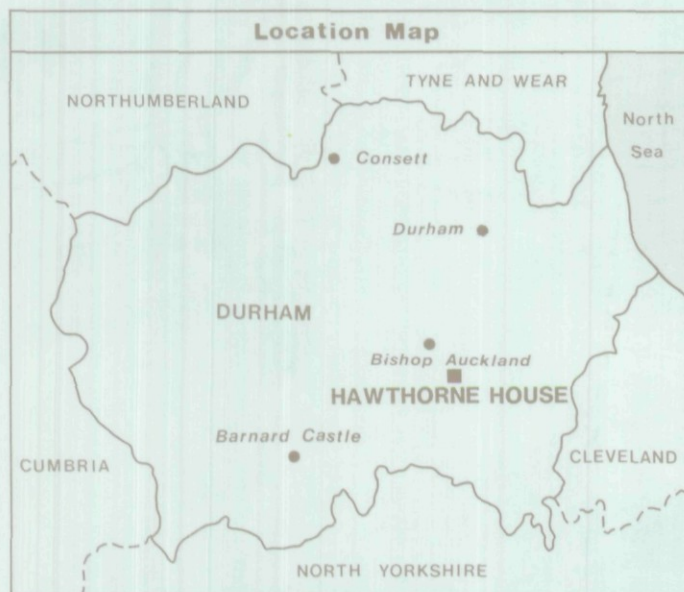 Location Map
TYNE AND WEAR
NORTHUMBERLAND
North
Sea
Consett
Durham
DURHAM
Bishop Auckland
HAWTHORNE HOUSE
Barnard Castle
CUMBRIA
CLEVELAND
NORTH YORKSHIRE